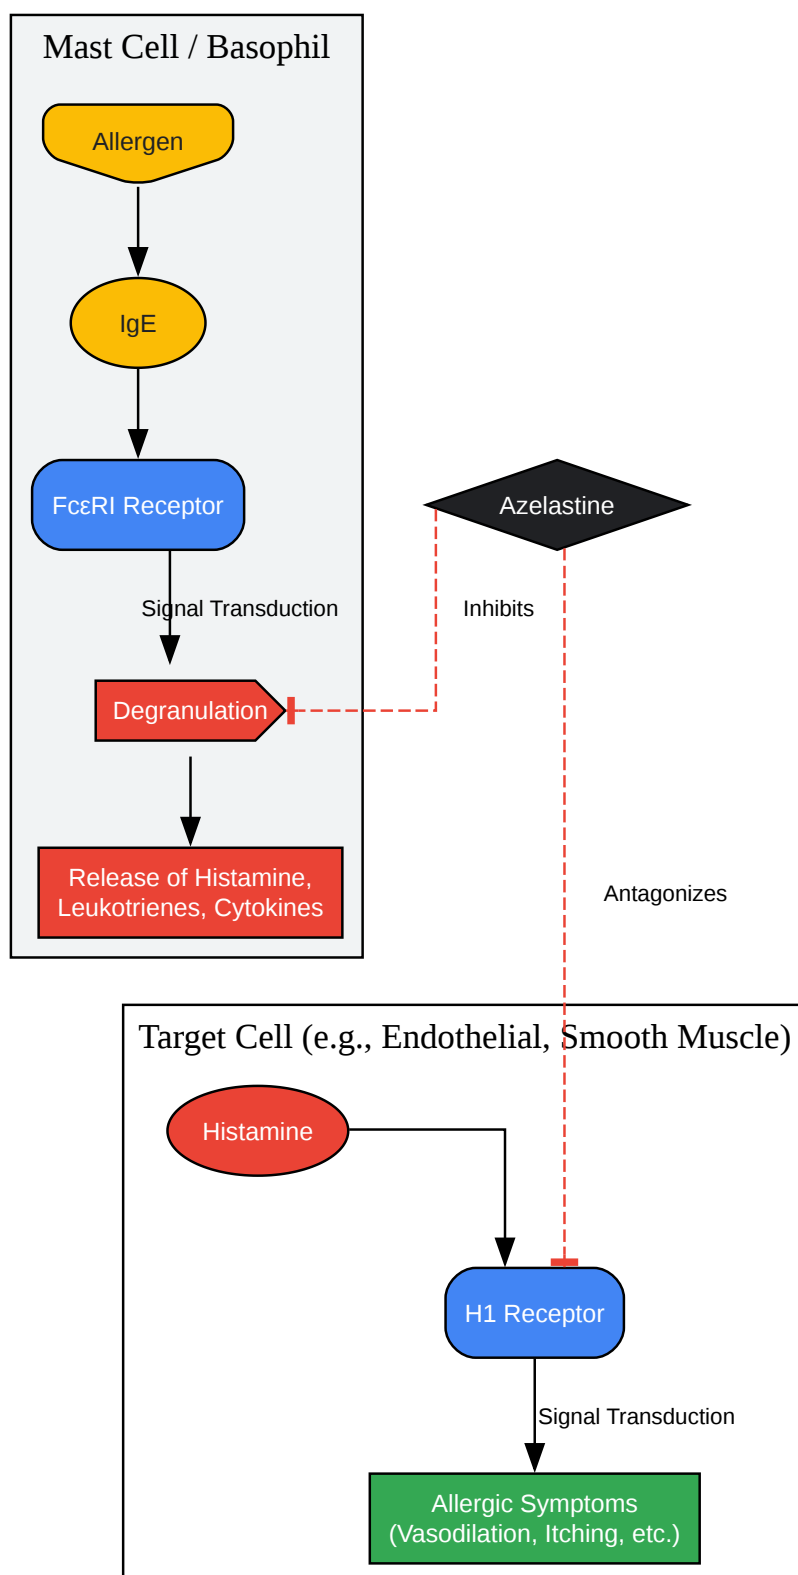 Mast Cell / Basophil
Allergen
IgE
FcεRI Receptor
Azelastine
Signal Transduction
Inhibits
Degranulation
Release of Histamine,
Leukotrienes, Cytokines
Antagonizes
Target Cell (e.g., Endothelial, Smooth Muscle)
Histamine
H1 Receptor
Signal Transduction
Allergic Symptoms
(Vasodilation, Itching, etc.)